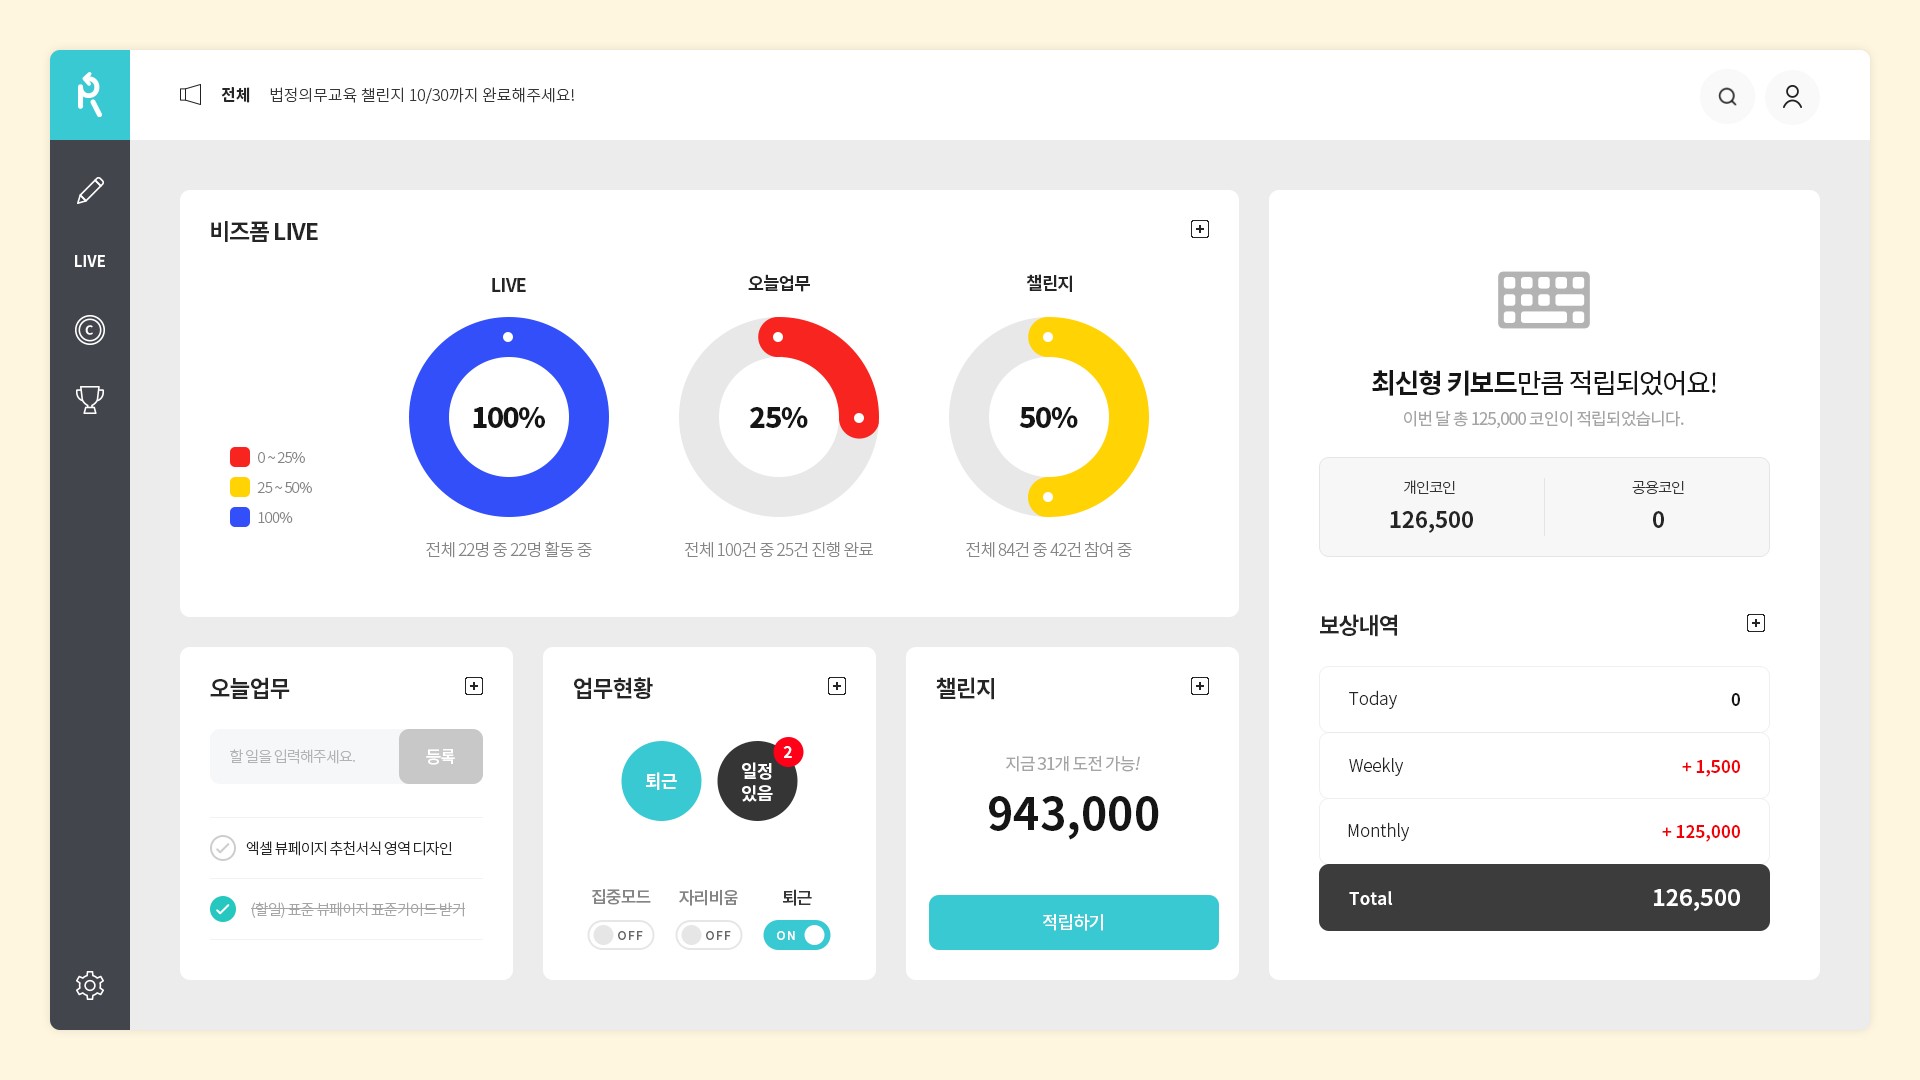 전체 법정의무교육 챌린지 10/30까지 완료해주세요!
LIVE
C
비즈폼 LIVE
LIVE
오늘업무
챌린지
100%
25%
50%
0 ~ 25%
25 ~ 50%
100%
전체 22명 중 22명 활동 중
전체 100건 중 25건 진행 완료
전체 84건 중 42건 참여 중
오늘업무
할 일을 입력해주세요.
등록
엑셀 뷰페이지 추천서식 영역 디자인
(할일) 표준 뷰페이지 표준가이드 받기
업무현황
퇴근
일정
있음
2
집중모드
자리비움
퇴근
OFF
OFF
ON
챌린지
지금 31개 도전 가능!
943,000
적립하기
최신형 키보드만큼 적립되었어요!
이번 달 총 125,000 코인이 적립되었습니다.
개인코인
126,500
공용코인
0
보상내역
Today 0
Weekly + 1,500
Monthly + 125,000
Total 126,500